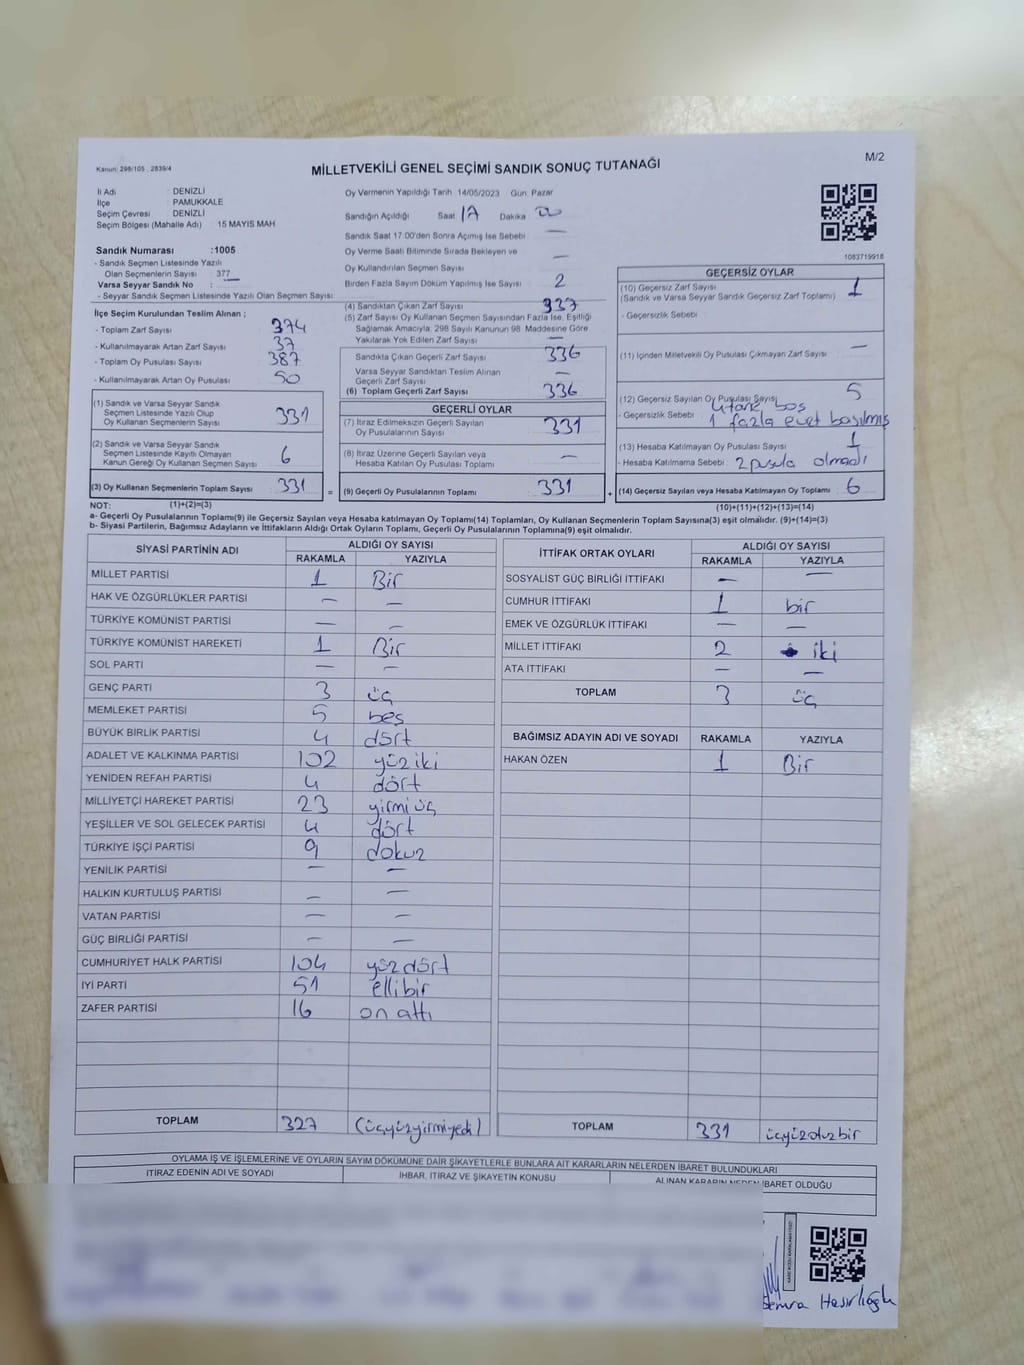 M/2
Kanun: 298/105 , 2839/4
MİLLETVEKİLİ GENEL SEÇİMİ SANDIK SONUÇ TUTANAĞI
İl Adı : DENİZLİ
İlçe : PAMUKKALE
Seçim Çevresi : DENİZLİ
Seçim Bölgesi (Mahalle Adı) : 15 MAYIS MAH
Sandık Numarası :1005
- Sandık Seçmen Listesinde Yazılı
Olan Seçmenlerin Sayısı : 377
Varsa Seyyar Sandık No :
- Seyyar Sandık Seçmen Listesinde Yazılı Olan Seçmen Sayısı:
Oy Vermenin Yapıldığı Tarih 14/05/2023 Gün: Pazar
Sandığın Açıldığı Saat 17 Dakika : 00
Sandık Saat 17:00'den Sonra Açımış İse Sebebi : —
Oy Verme Saati Bitiminde Sırada Bekleyen ve
Oy Kullandırılan Seçmen Sayısı —
Birden Fazla Sayım Döküm Yapılmış İse Sayısı 2
1083719918
İlçe Seçim Kurulundan Teslim Alınan ;
- Toplam Zarf Sayısı 374
- Kullanılmayarak Artan Zarf Sayısı 37
- Toplam Oy Pusulası Sayısı 387
- Kullanılmayarak Artan Oy Pusulası 50
(1) Sandık ve Varsa Seyyar Sandık
Seçmen Listesinde Yazılı Olup
Oy Kullanan Seçmenlerin Sayısı 331
(2) Sandık ve Varsa Seyyar Sandık
Seçmen Listesinde Kayıtlı Olmayan
Kanun Gereği Oy Kullanan Seçmen Sayısı 6
(3) Oy Kullanan Seçmenlerin Toplam Sayısı 331 =
(1)+(2)=(3)
(4) Sandıktan Çıkan Zarf Sayısı 337
(5) Zarf Sayısı Oy Kullanan Seçmen Sayısından Fazla İse, Eşitliği
Sağlamak Amacıyla; 298 Sayılı Kanunun 98. Maddesine Göre
Yakılarak Yok Edilen Zarf Sayısı —
Sandıkta Çıkan Geçerli Zarf Sayısı 336
Varsa Seyyar Sandıktan Teslim Alınan
Geçerli Zarf Sayısı —
(6) Toplam Geçerli Zarf Sayısı 336
GEÇERLİ OYLAR
(7) İtiraz Edilmeksizin Geçerli Sayılan
Oy Pusulalarının Sayısı 331
(8) İtiraz Üzerine Geçerli Sayılan veya
Hesaba Katılan Oy Pusulası Toplamı —
(9) Geçerli Oy Pusulalarının Toplamı 331 +
GEÇERSİZ OYLAR
(10) Geçersiz Zarf Sayısı 1
(Sandık ve Varsa Seyyar Sandık Geçersiz Zarf Toplamı)
- Geçersizlik Sebebi
(11) İçinden Milletvekili Oy Pusulası Çıkmayan Zarf Sayısı —
(12) Geçersiz Sayılan Oy Pusulası Sayısı 5
- Geçersizlik Sebebi : 4 tane boş
1 fazla evet basılmış
(13) Hesaba Katılmayan Oy Pusulası Sayısı 1
- Hesaba Katılmama Sebebi : 2 pusula olmadı
(14) Geçersiz Sayılan veya Hesaba Katılmayan Oy Toplamı 6
(10)+(11)+(12)+(13)=(14)
NOT:
a- Geçerli Oy Pusulalarının Toplamı(9) ile Geçersiz Sayılan veya Hesaba katılmayan Oy Toplamı(14) Toplamları, Oy Kullanan Seçmenlerin Toplam Sayısına(3) eşit olmalıdır. (9)+(14)=(3)
b- Siyasi Partilerin, Bağımsız Adayların ve İttifakların Aldığı Ortak Oyların Toplamı, Geçerli Oy Pusulalarının Toplamına(9) eşit olmalıdır.
SİYASİ PARTİNİN ADI ALDIĞI OY SAYISI
RAKAMLA YAZIYLA
MİLLET PARTİSİ 1 Bir
HAK VE ÖZGÜRLÜKLER PARTİSİ — —
TÜRKİYE KOMÜNİST PARTİSİ — —
TÜRKİYE KOMÜNİST HAREKETİ 1 Bir
SOL PARTİ — —
GENÇ PARTİ 3 üç
MEMLEKET PARTİSİ 5 beş
BÜYÜK BİRLİK PARTİSİ 4 dört
ADALET VE KALKINMA PARTİSİ 102 yüz iki
YENİDEN REFAH PARTİSİ 4 dört
MİLLİYETÇİ HAREKET PARTİSİ 23 yirmi üç
YEŞİLLER VE SOL GELECEK PARTİSİ 4 dört
TÜRKİYE İŞÇİ PARTİSİ 9 dokuz
YENİLİK PARTİSİ — —
HALKIN KURTULUŞ PARTİSİ — —
VATAN PARTİSİ — —
GÜÇ BİRLİĞİ PARTİSİ — —
CUMHURİYET HALK PARTİSİ 104 yüz dört
İYİ PARTİ 51 elli bir
ZAFER PARTİSİ 16 on altı
TOPLAM 327 (üçyüzyirmiyedi)
İTTİFAK ORTAK OYLARI ALDIĞI OY SAYISI
RAKAMLA YAZIYLA
SOSYALİST GÜÇ BİRLİĞİ İTTİFAKI — —
CUMHUR İTTİFAKI 1 bir
EMEK VE ÖZGÜRLÜK İTTİFAKI — —
MİLLET İTTİFAKI 2 iki
ATA İTTİFAKI — —
TOPLAM 3 üç
BAĞIMSIZ ADAYIN ADI VE SOYADI RAKAMLA YAZIYLA
HAKAN ÖZEN 1 Bir
TOPLAM 331 üçyüzotuzbir
OYLAMA İŞ VE İŞLEMLERİNE VE OYLARIN SAYIM DÖKÜMÜNE DAİR ŞİKAYETLERLE BUNLARA AİT KARARLARIN NELERDEN İBARET BULUNDUKLARI
İTİRAZ EDENİN ADI VE SOYADI İHBAR, İTİRAZ VE ŞİKAYETİN KONUSU ALINAN KARARIN NEDEN İBARET OLDUĞU
Semra Hasırlıoğlu